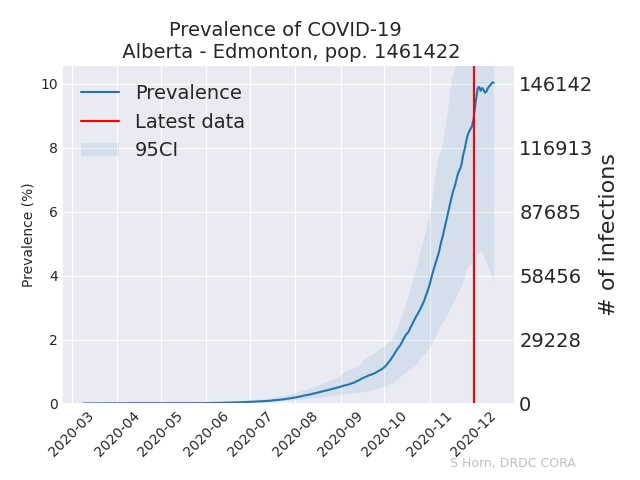 Prevalence of COVID-19
Alberta - Edmonton, pop. 1461422
Prevalence
Latest data
95CI
Prevalence (%)
10
8
6
4
2
0
146142
116913
87685
58456
29228
0
# of infections
2020-03
2020-04
2020-05
2020-06
2020-07
2020-08
2020-09
2020-10
2020-11
2020-12
S Horn, DRDC CORA